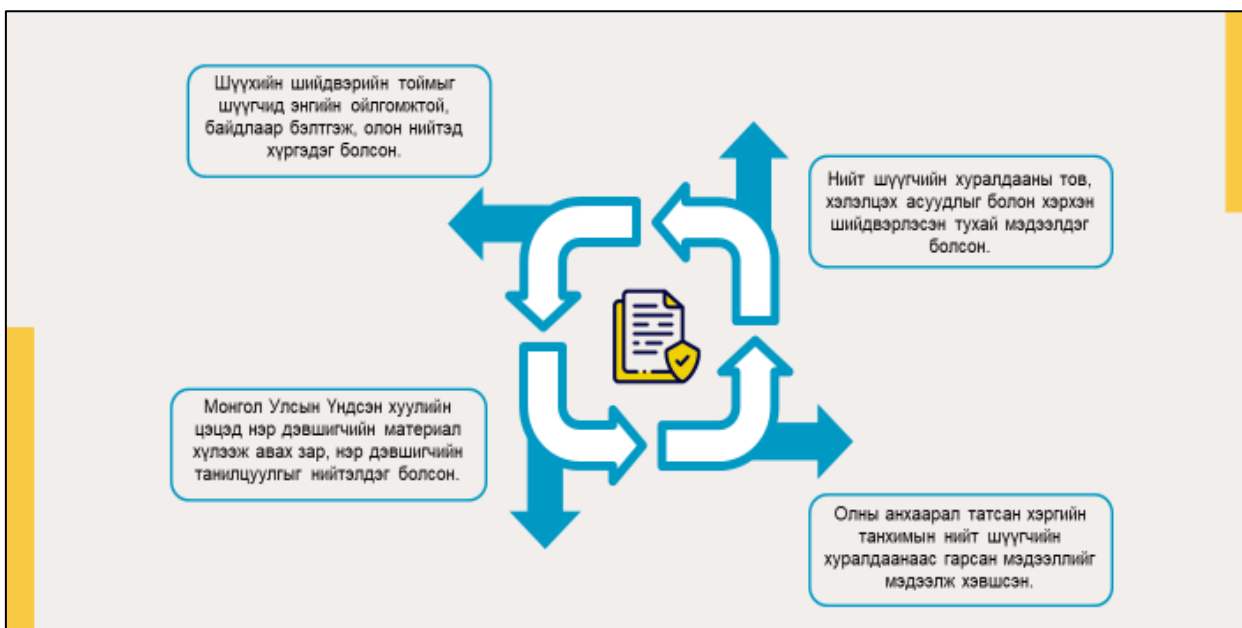 Шүүхийн шийдвэрийн тоймыг
шүүгчид энгийн ойлгомжтой,
байдлаар бэлтгэж, олон нийтэд
хүргэдэг болсон.
Нийт шүүгчийн хуралдааны тов,
хэлэлцэх асуудлыг болон хэрхэн
шийдвэрлэсэн тухай мэдээлдэг
болсон.
Монгол Улсын Үндсэн хуулийн
цэцэд нэр дэвшигчийн материал
хүлээж авах зар, нэр дэвшигчийн
танилцуулгыг нийтэлдэг болсон.
Олны анхаарал татсан хэргийн
танхимын нийт шүүгчийн
хуралдаанаас гарсан мэдээллийг
мэдээлж хэвшсэн.